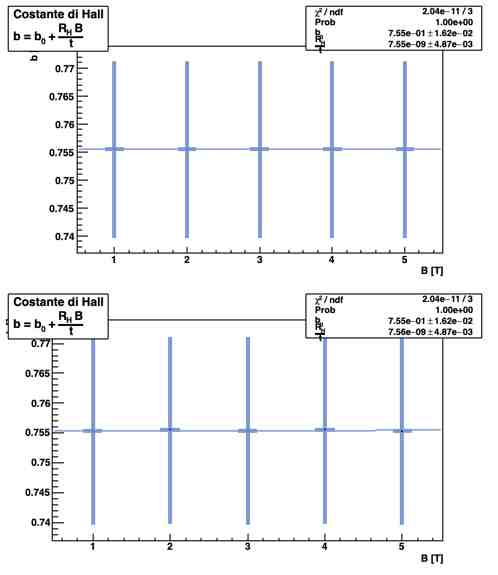 Costante di Hall
b = b₀ + R_H B / t
χ² / ndf 2.04e−11 / 3
Prob 1.00e+00
b 7.55e−01 ± 1.62e−02
R_H / t 7.55e−09 ± 4.87e−03
0.77
0.765
0.76
0.755
0.75
0.745
0.74
1 2 3 4 5
B [T]
Costante di Hall
b = b₀ + R_H B / t
χ² / ndf 2.04e−11 / 3
Prob 1.00e+00
b 7.55e−01 ± 1.62e−02
R_H / t 7.56e−09 ± 4.87e−03
0.77
0.765
0.76
0.755
0.75
0.745
0.74
1 2 3 4 5
B [T]